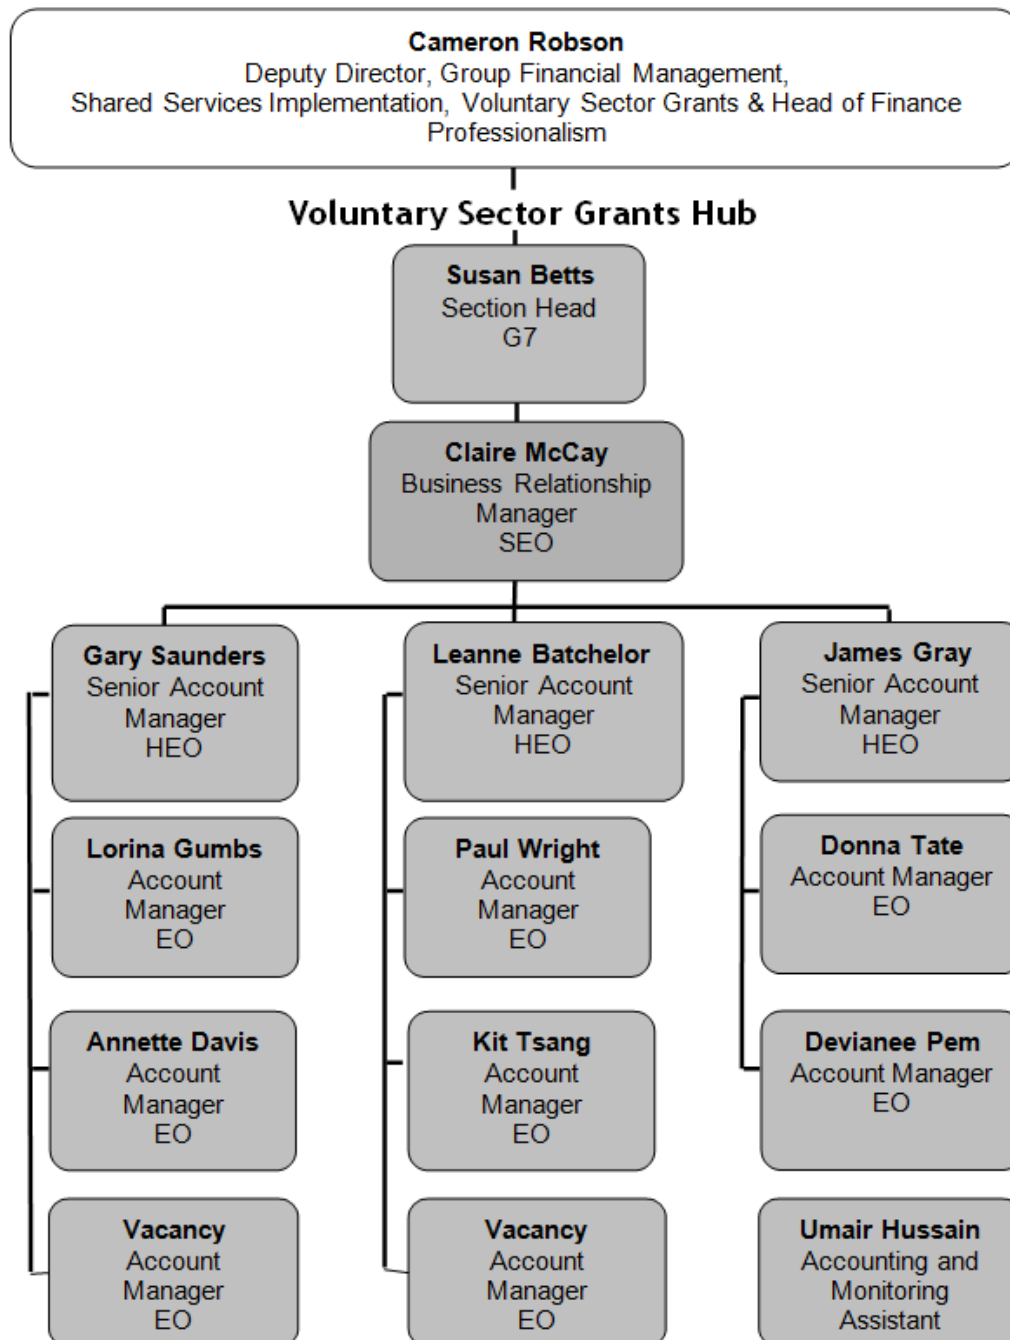 Cameron Robson
Deputy Director, Group Financial Management,
Shared Services Implementation, Voluntary Sector Grants & Head of Finance
Professionalism
Voluntary Sector Grants Hub
Susan Betts
Section Head
G7
Claire McCay
Business Relationship
Manager
SEO
Gary Saunders
Senior Account
Manager
HEO
Leanne Batchelor
Senior Account
Manager
HEO
James Gray
Senior Account
Manager
HEO
Lorina Gumbs
Account
Manager
EO
Paul Wright
Account
Manager
EO
Donna Tate
Account Manager
EO
Annette Davis
Account
Manager
EO
Kit Tsang
Account
Manager
EO
Devianee Pem
Account Manager
EO
Vacancy
Account
Manager
EO
Vacancy
Account
Manager
EO
Umair Hussain
Accounting and
Monitoring
Assistant